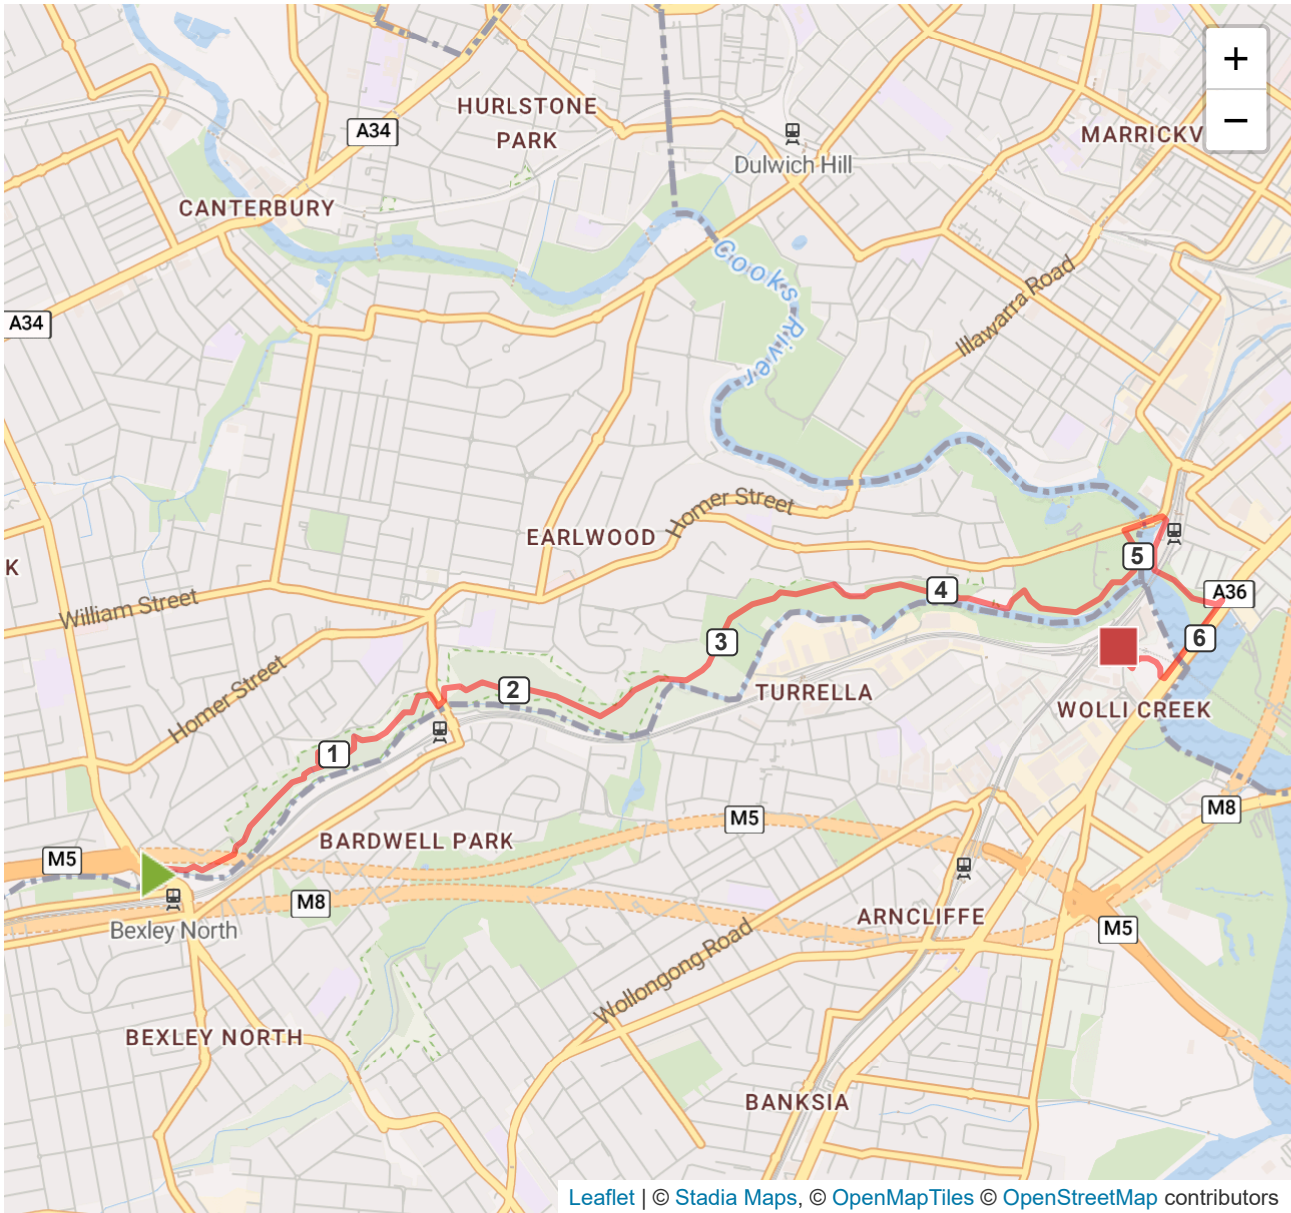 +
−
HURLSTONE
PARK
A34
MARRICKV
Dulwich Hill
CANTERBURY
Cooks River
Illawarra Road
A34
Homer Street
EARLWOOD
5
K
William Street
4
A36
3
6
Homer Street
2
TURRELLA
WOLLI CREEK
1
M8
M5
BARDWELL PARK
M5
M8
ARNCLIFFE
M5
Bexley North
Wollongong Road
BEXLEY NORTH
BANKSIA
Leaflet | © Stadia Maps, © OpenMapTiles © OpenStreetMap contributors